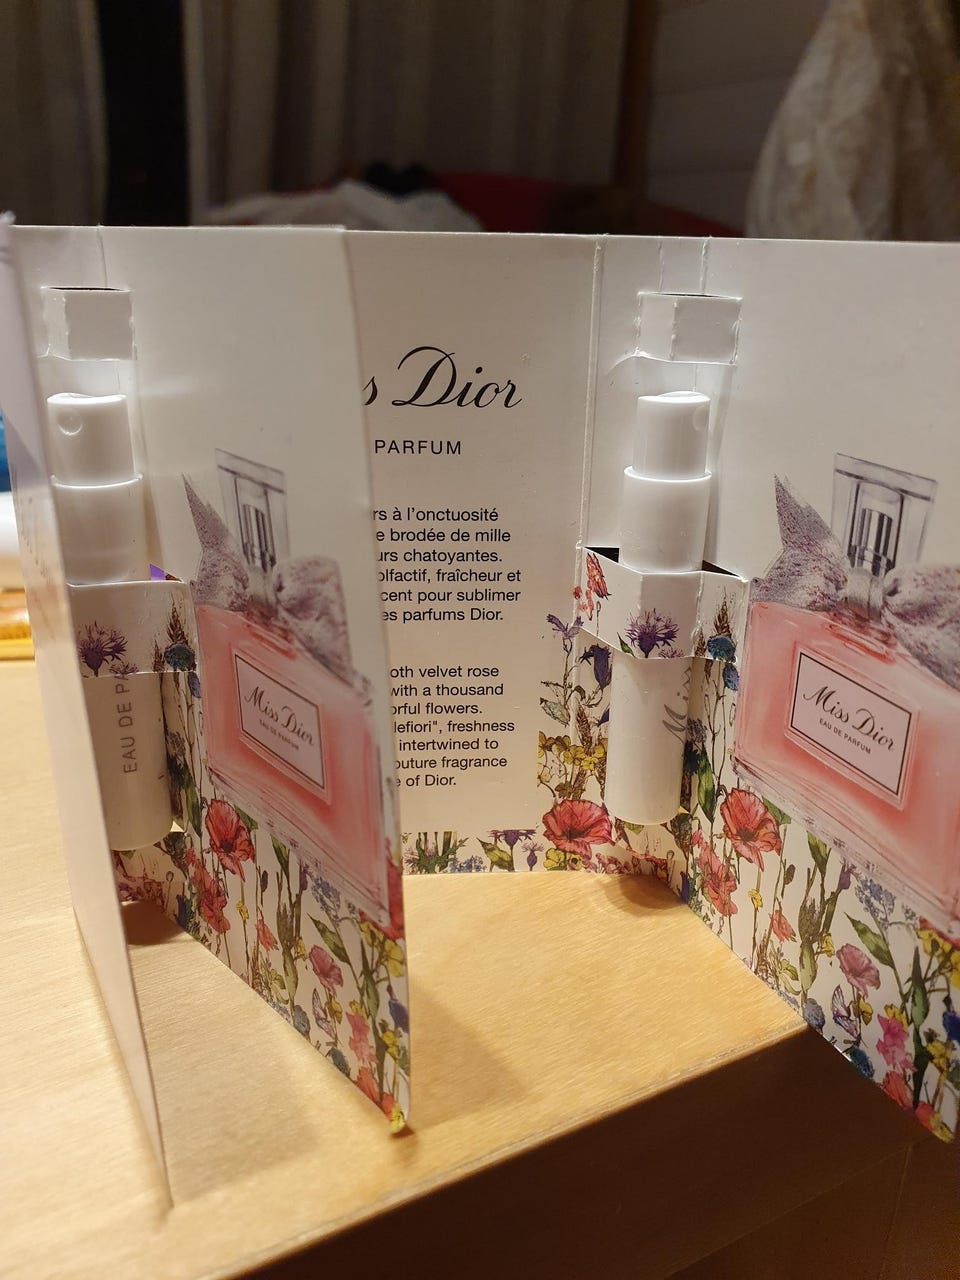 EAU DE
Miss Dior
EAU DE PARFUM
s Dior
PARFUM
rs à l'onctuosité
e brodée de mille
urs chatoyantes.
olfactif, fraîcheur et
cent pour sublimer
es parfums Dior.
oth velvet rose
with a thousand
orful flowers.
lefiori", freshness
intertwined to
outure fragrance
e of Dior.
Miss
Miss Dior
EAU DE PARFUM